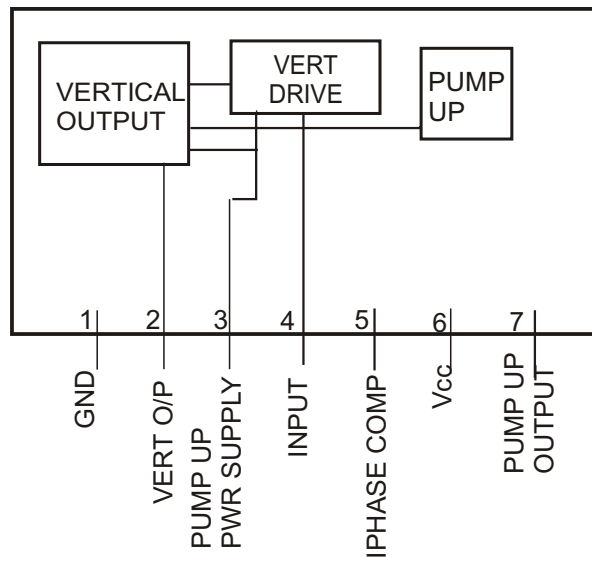 VERTICAL
OUTPUT
VERT
DRIVE
PUMP
UP
1
2
3
4
5
6
7
GND
VERT O/P
PUMP UP
PWR SUPPLY
INPUT
IPHASE COMP
Vcc
PUMP UP
OUTPUT